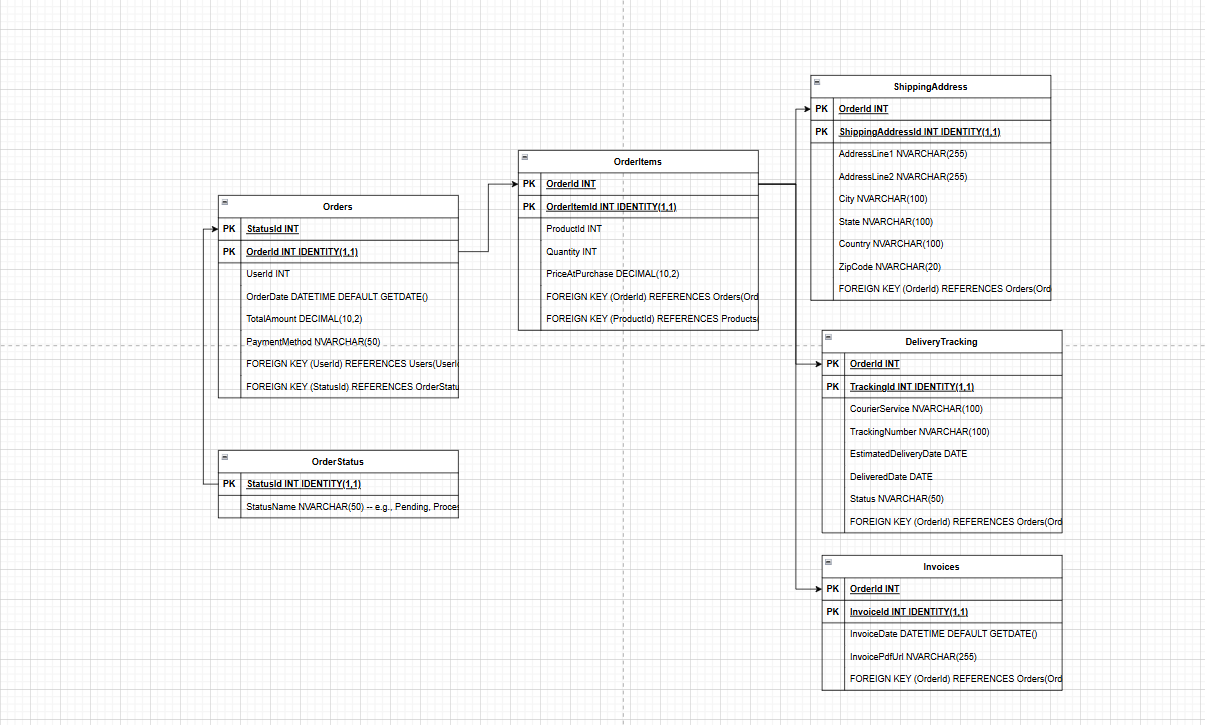 Orders
PK StatusId INT
PK OrderId INT IDENTITY(1,1)
UserId INT
OrderDate DATETIME DEFAULT GETDATE()
TotalAmount DECIMAL(10,2)
PaymentMethod NVARCHAR(50)
FOREIGN KEY (UserId) REFERENCES Users(UserId
FOREIGN KEY (StatusId) REFERENCES OrderStatu
OrderStatus
PK StatusId INT IDENTITY(1,1)
StatusName NVARCHAR(50) -- e.g., Pending, Proces
OrderItems
PK OrderId INT
PK OrderItemId INT IDENTITY(1,1)
ProductId INT
Quantity INT
PriceAtPurchase DECIMAL(10,2)
FOREIGN KEY (OrderId) REFERENCES Orders(Ord
FOREIGN KEY (ProductId) REFERENCES Products(
ShippingAddress
PK OrderId INT
PK ShippingAddressId INT IDENTITY(1,1)
AddressLine1 NVARCHAR(255)
AddressLine2 NVARCHAR(255)
City NVARCHAR(100)
State NVARCHAR(100)
Country NVARCHAR(100)
ZipCode NVARCHAR(20)
FOREIGN KEY (OrderId) REFERENCES Orders(Ord
DeliveryTracking
PK OrderId INT
PK TrackingId INT IDENTITY(1,1)
CourierService NVARCHAR(100)
TrackingNumber NVARCHAR(100)
EstimatedDeliveryDate DATE
DeliveredDate DATE
Status NVARCHAR(50)
FOREIGN KEY (OrderId) REFERENCES Orders(Ord
Invoices
PK OrderId INT
PK InvoiceId INT IDENTITY(1,1)
InvoiceDate DATETIME DEFAULT GETDATE()
InvoicePdfUrl NVARCHAR(255)
FOREIGN KEY (OrderId) REFERENCES Orders(Ord